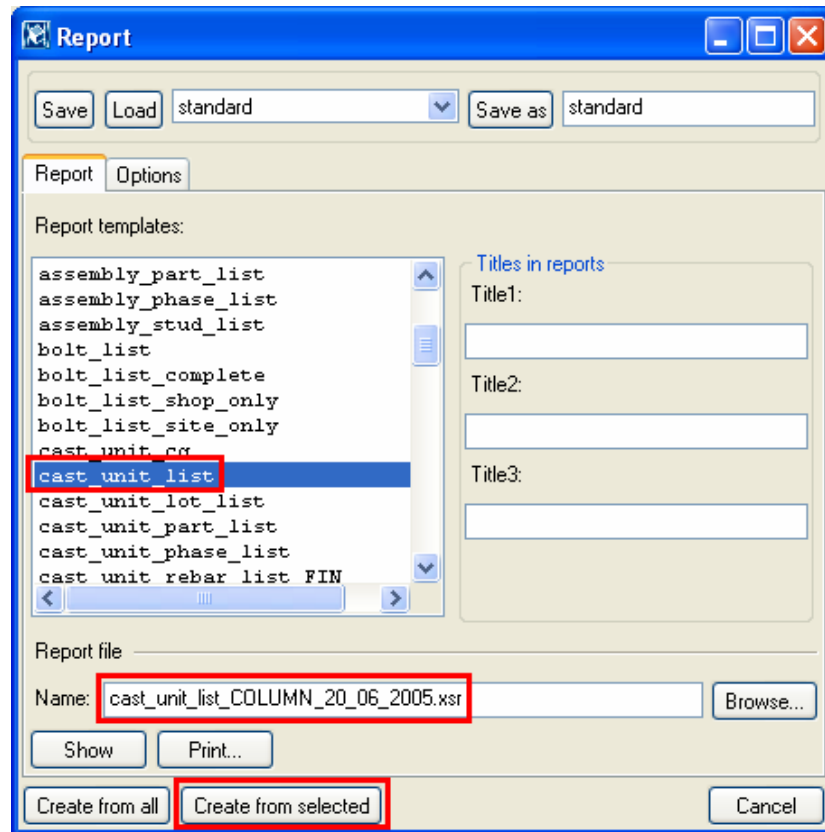 Report
Save Load standard Save as standard
Report Options
Report templates:
assembly_part_list
assembly_phase_list
assembly_stud_list
bolt_list
bolt_list_complete
bolt_list_shop_only
bolt_list_site_only
cast_unit_cg
cast_unit_list
cast_unit_lot_list
cast_unit_part_list
cast_unit_phase_list
cast_unit_rebar_list_FIN
Titles in reports
Title1:
Title2:
Title3:
Report file
Name: cast_unit_list_COLUMN_20_06_2005.xsr Browse...
Show Print...
Create from all Create from selected Cancel